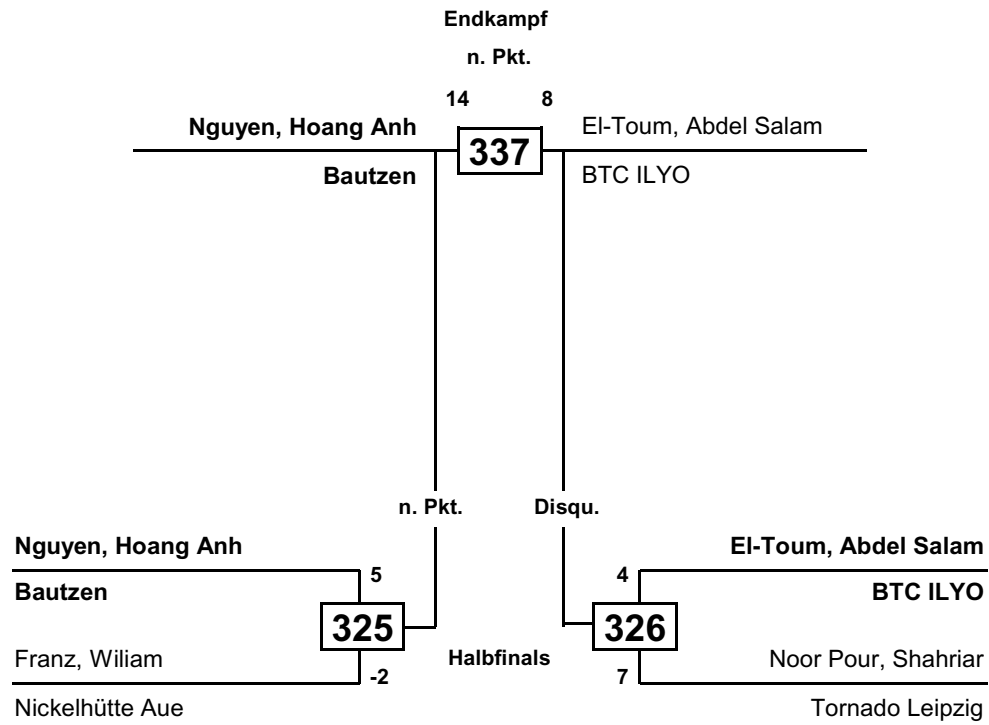 Endkampf
n. Pkt.
14 8
Nguyen, Hoang Anh 337 El-Toum, Abdel Salam
Bautzen BTC ILYO
n. Pkt. Disqu.
Nguyen, Hoang Anh El-Toum, Abdel Salam
5 4
Bautzen BTC ILYO
325 326
Franz, Wiliam Halbfinals Noor Pour, Shahriar
-2 7
Nickelhütte Aue Tornado Leipzig